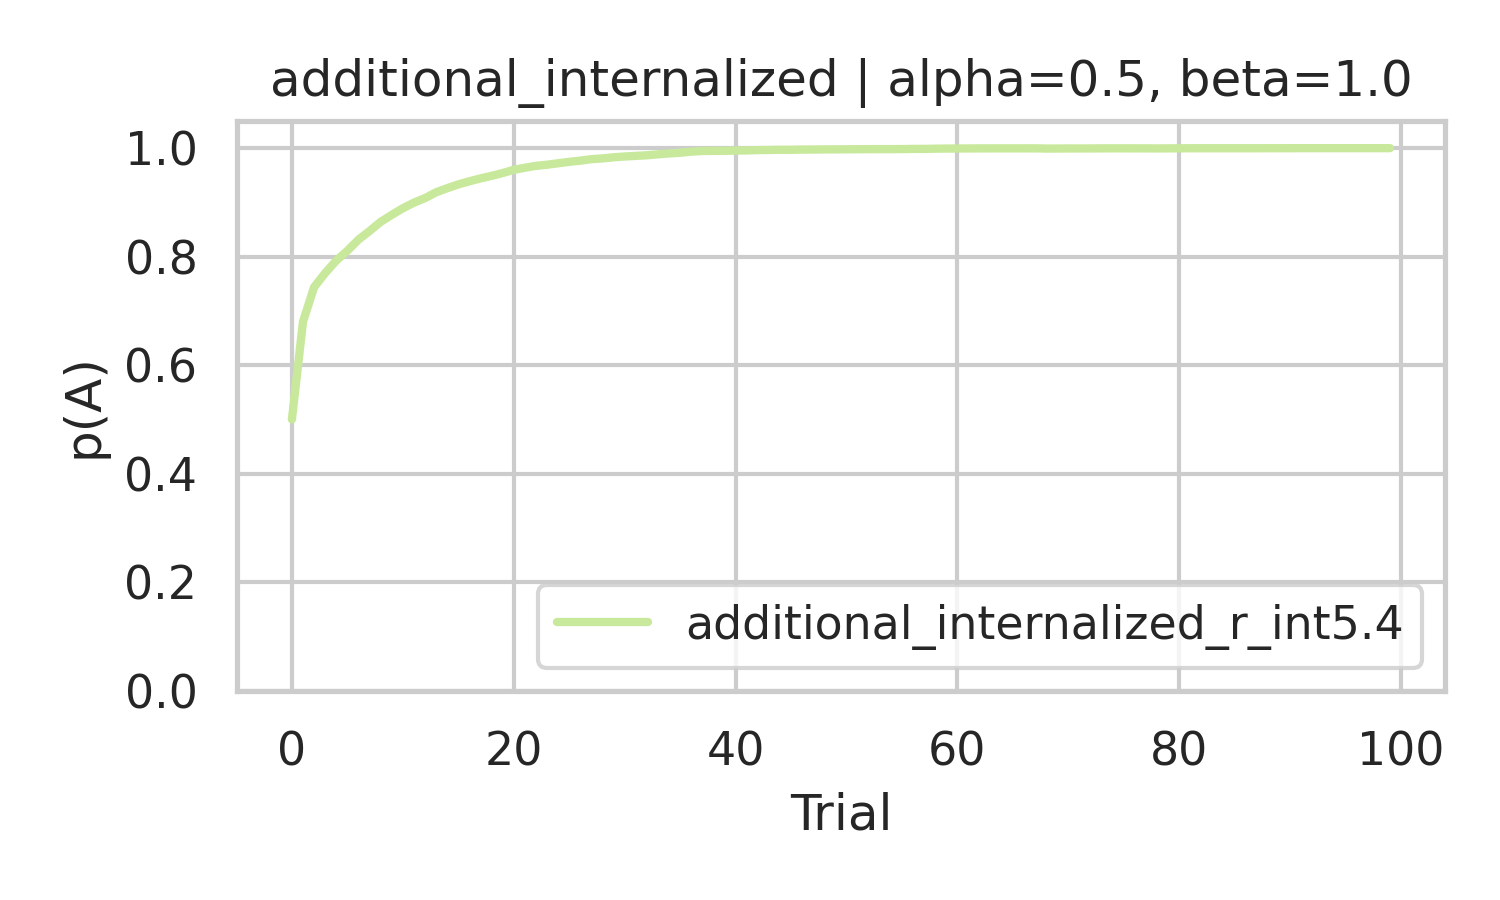 additional_internalized | alpha=0.5, beta=1.0
1.0
0.8
0.6
0.4
0.2
0.0
p(A)
additional_internalized_r_int5.4
0 20 40 60 80 100
Trial